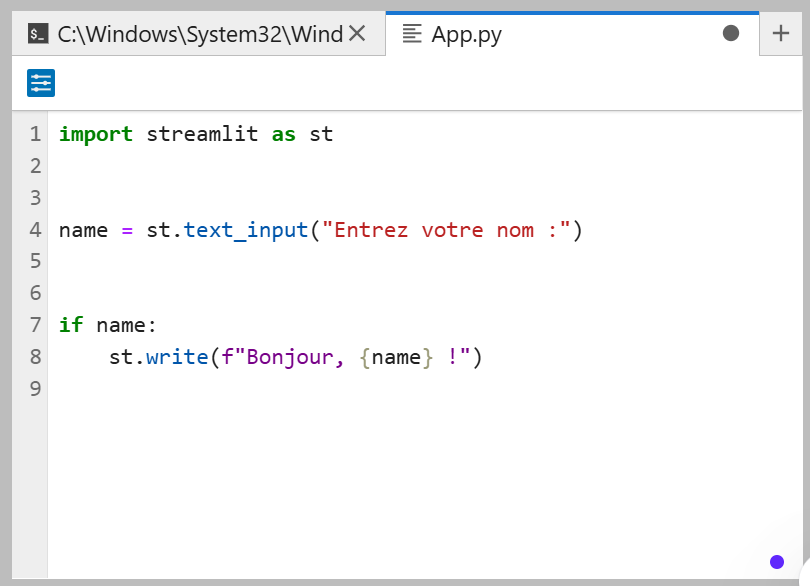 C:\Windows\System32\Wind
App.py
1 import streamlit as st
2
3
4 name = st.text_input("Entrez votre nom :")
5
6
7 if name:
8     st.write(f"Bonjour, {name} !")
9